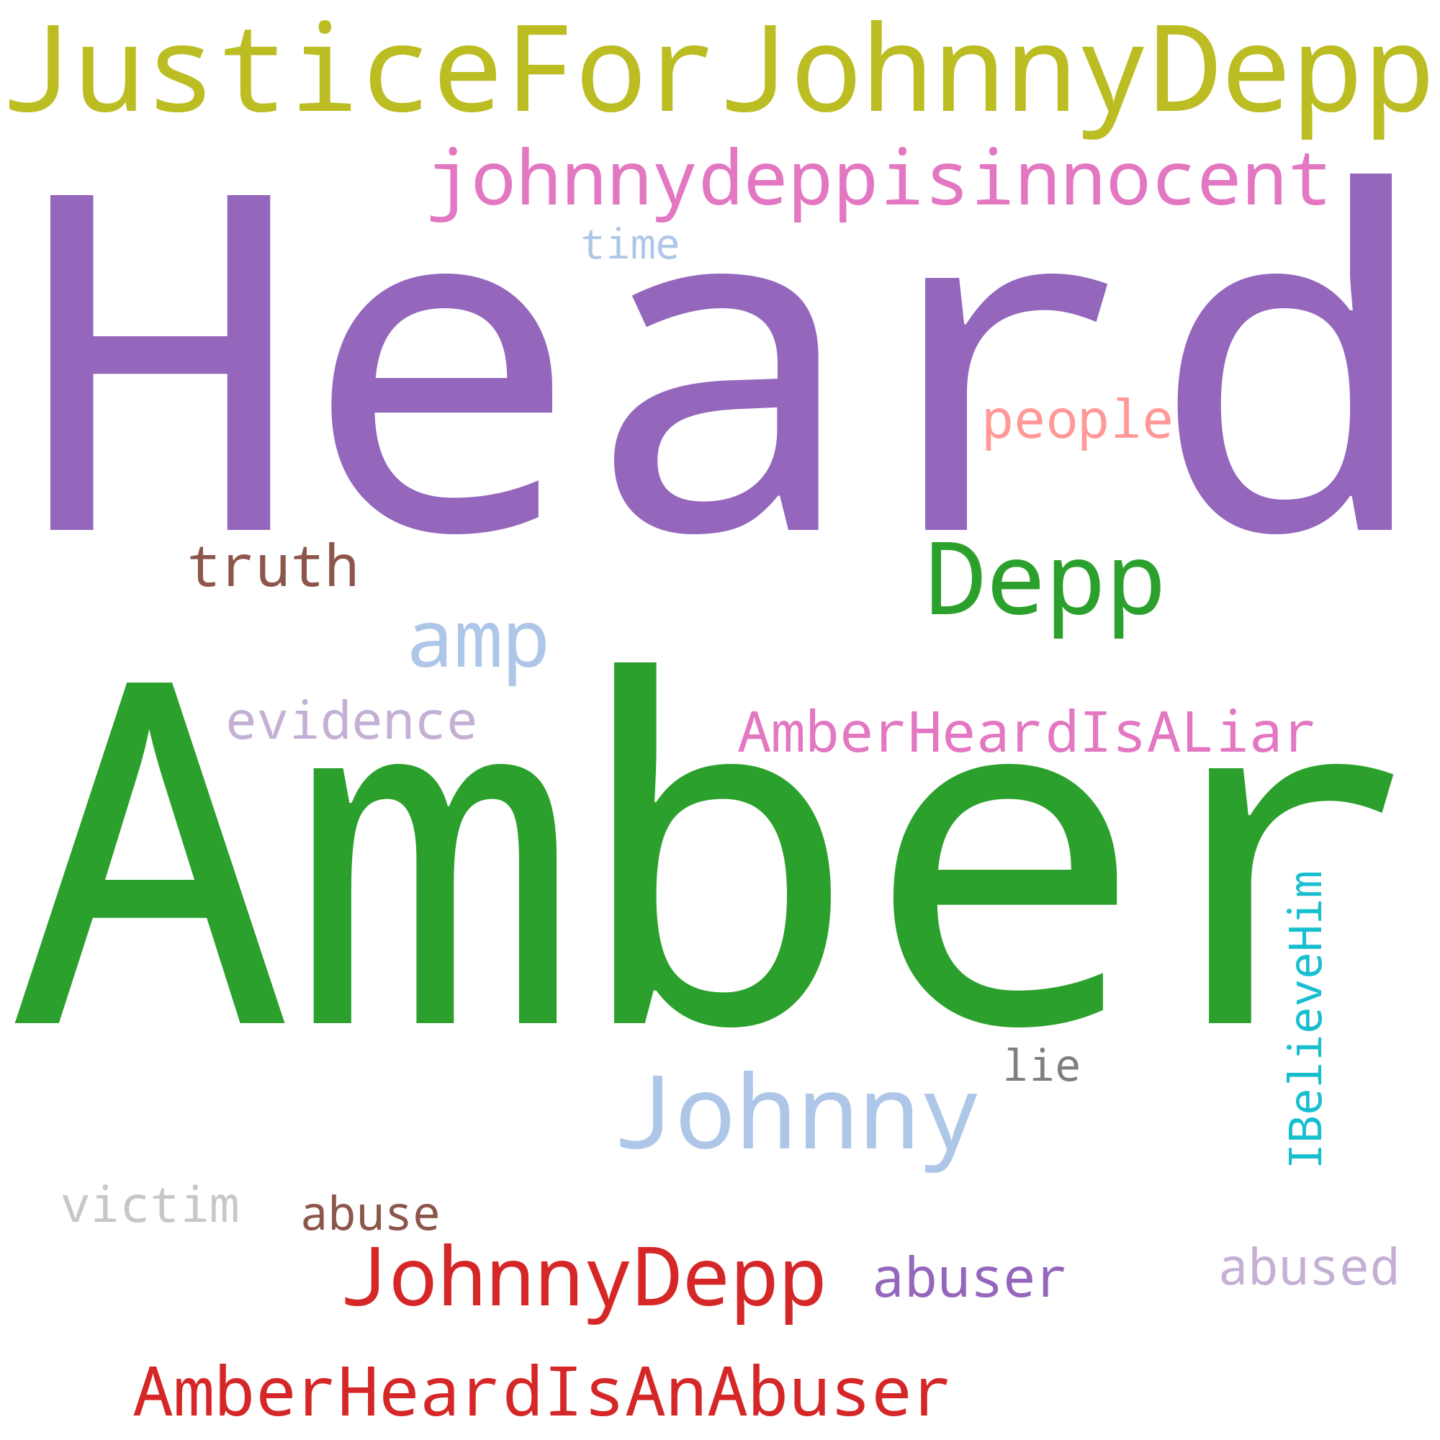 JusticeForJohnnyDepp
johnnydeppisinnocent
time
Heard
people
truth
Depp
amp
evidence
AmberHeardIsALiar
Amber
IBelieveHim
lie
Johnny
victim
abuse
JohnnyDepp
abuser
abused
AmberHeardIsAnAbuser